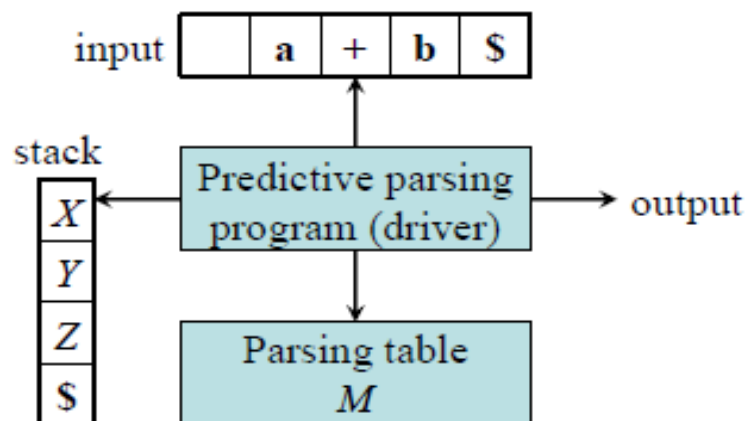 input a + b $
stack
Predictive parsing
program (driver)
output
X
Y
Z
$
Parsing table
M